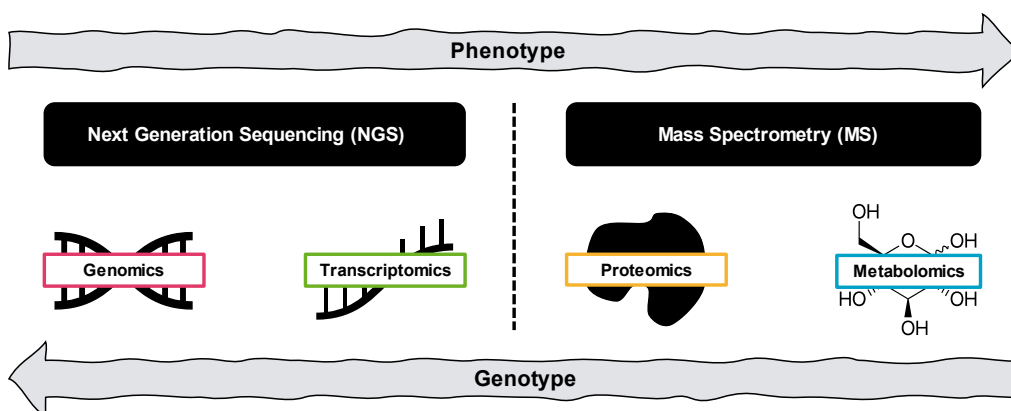 Phenotype
Next Generation Sequencing (NGS)
Mass Spectrometry (MS)
Genomics
Transcriptomics
Proteomics
Metabolomics
OH
O
OH
HO
OH
OH
Genotype